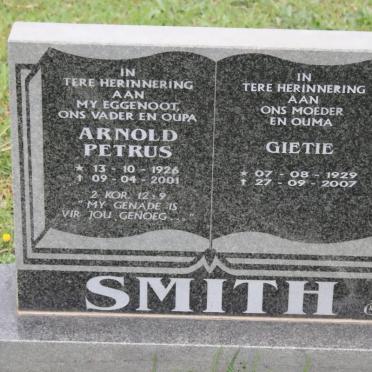 IN
TERE HERINNERING
AAN
MY EGGENOOT,
ONS VADER EN OUPA
ARNOLD
PETRUS
★ 13 - 10 - 1926
✝ 09 - 04 - 2001
2 KOR. 12:9
"MY GENADE IS
VIR JOU GENOEG..."
IN
TERE HERINNERING
AAN
ONS MOEDER
EN OUMA
GIETIE
★ 07 - 08 - 1929
✝ 27 - 09 - 2007
SMITH